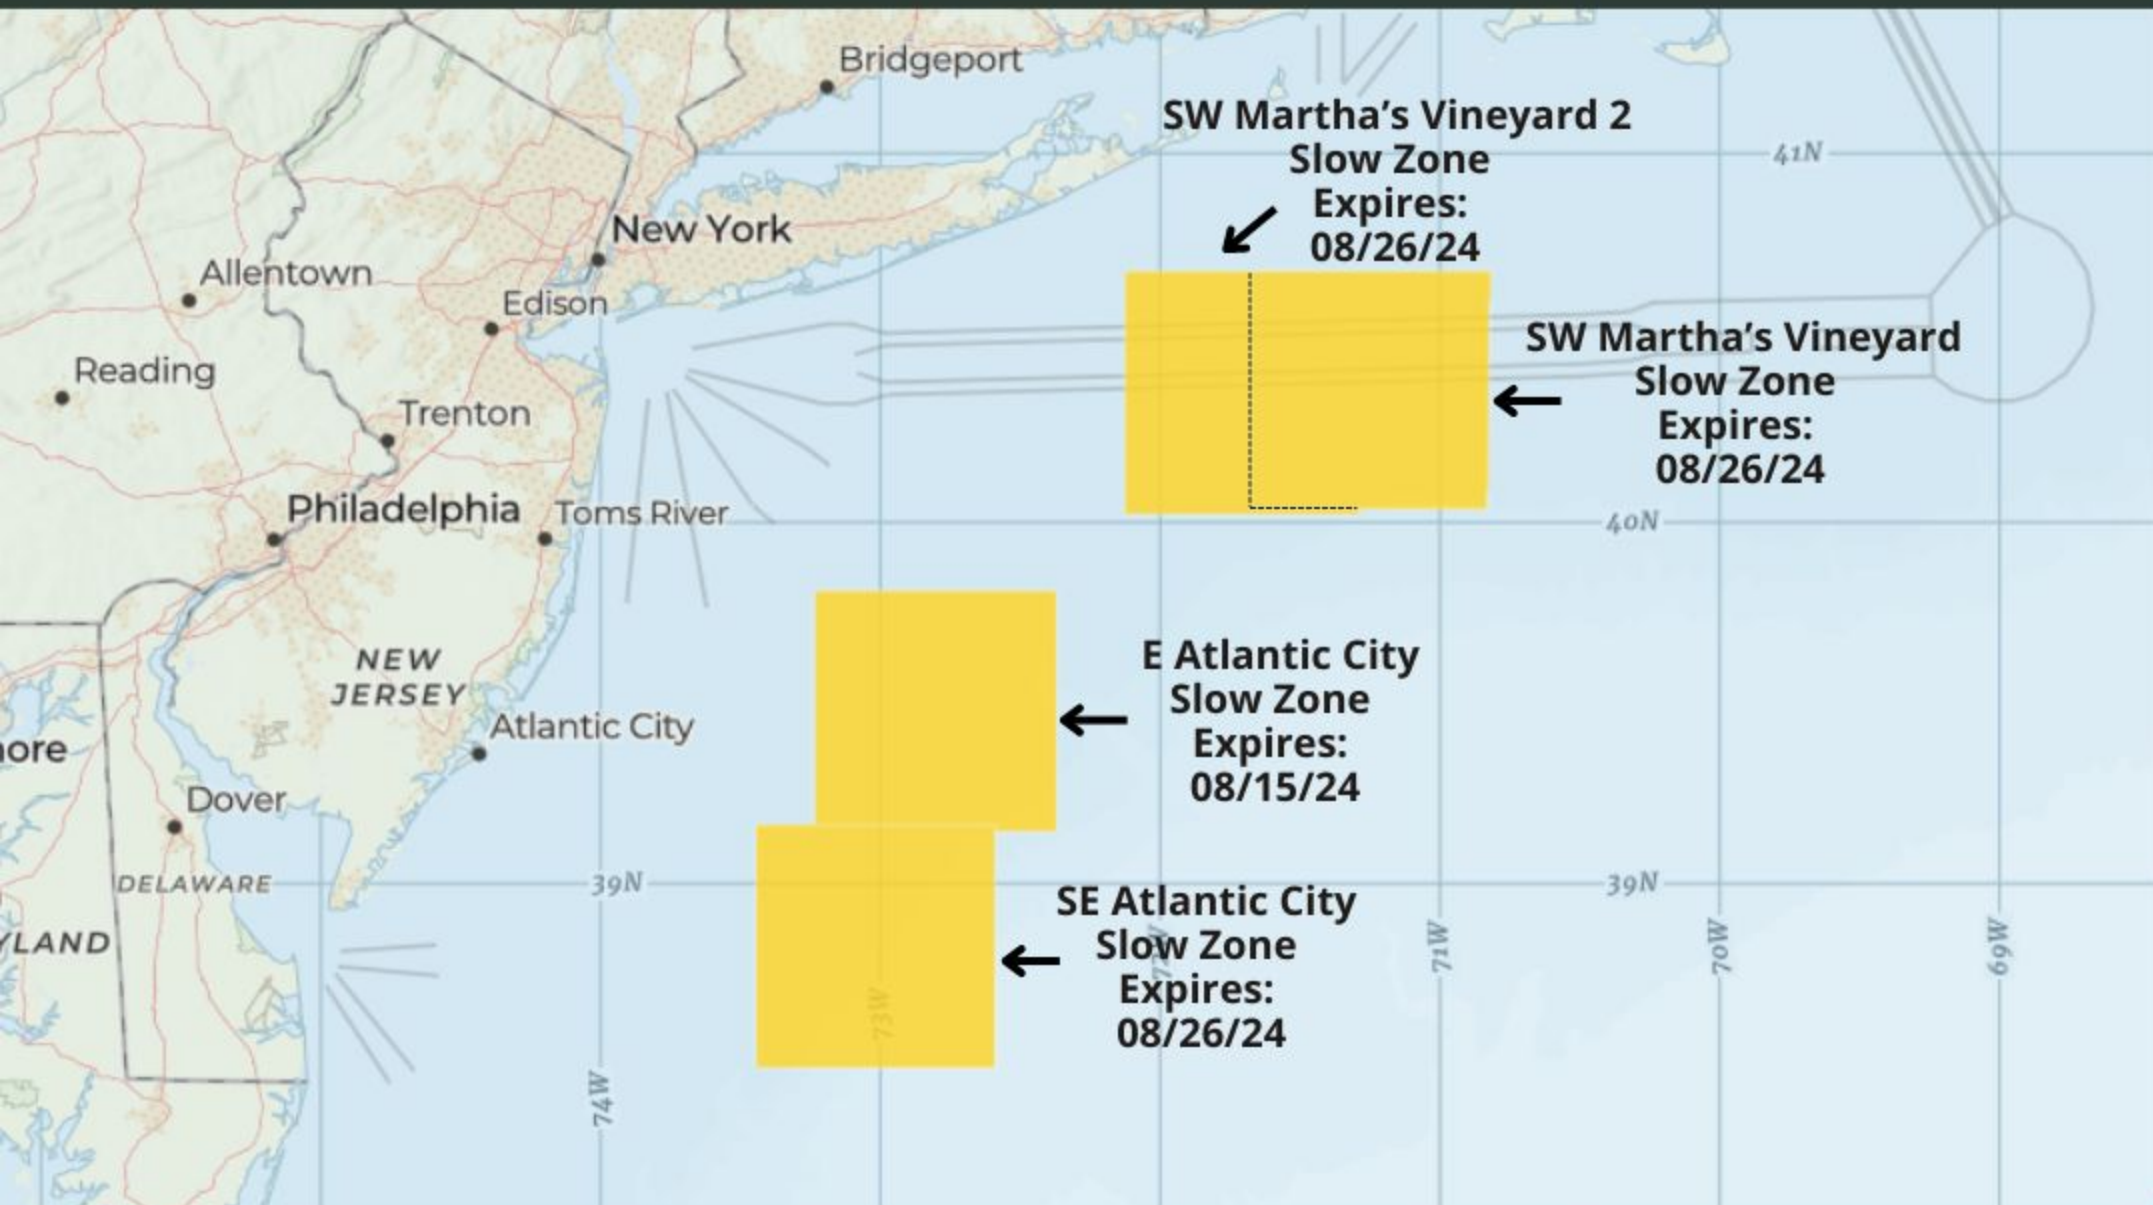 Bridgeport
SW Martha's Vineyard 2
Slow Zone
Expires:
08/26/24
41N
New York
Allentown
Edison
SW Martha's Vineyard
Slow Zone
Expires:
08/26/24
Reading
Trenton
Philadelphia
Toms River
40N
E Atlantic City
Slow Zone
Expires:
08/15/24
NEW
JERSEY
Atlantic City
ore
Dover
DELAWARE
39N
39N
SE Atlantic City
Slow Zone
Expires:
08/26/24
YLAND
73W
72W
71W
70W
69W
74W